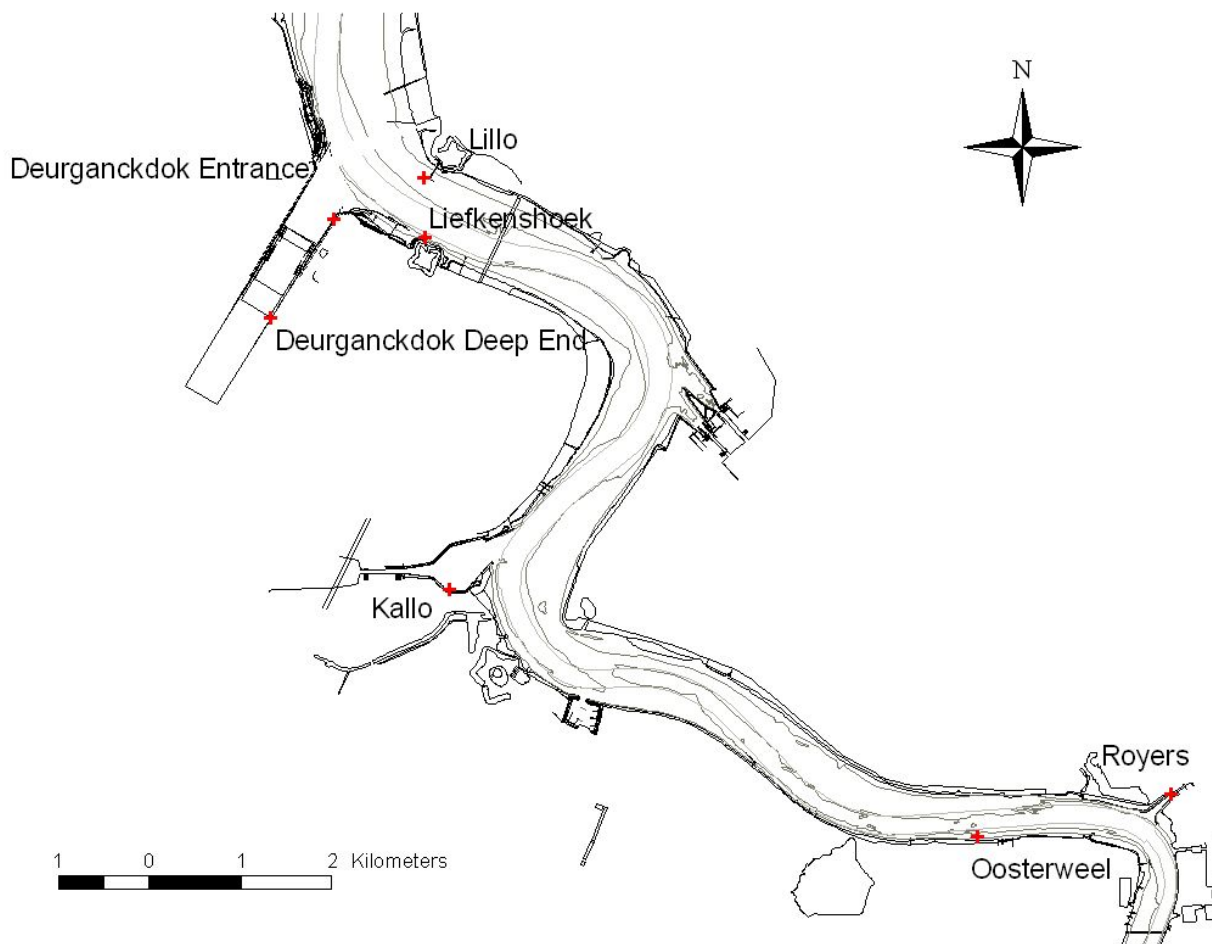 N
Lillo
Deurganckdok Entrance
Liefkenshoek
Deurganckdok Deep End
Kallo
Royers
1 0 1 2 Kilometers
Oosterweel